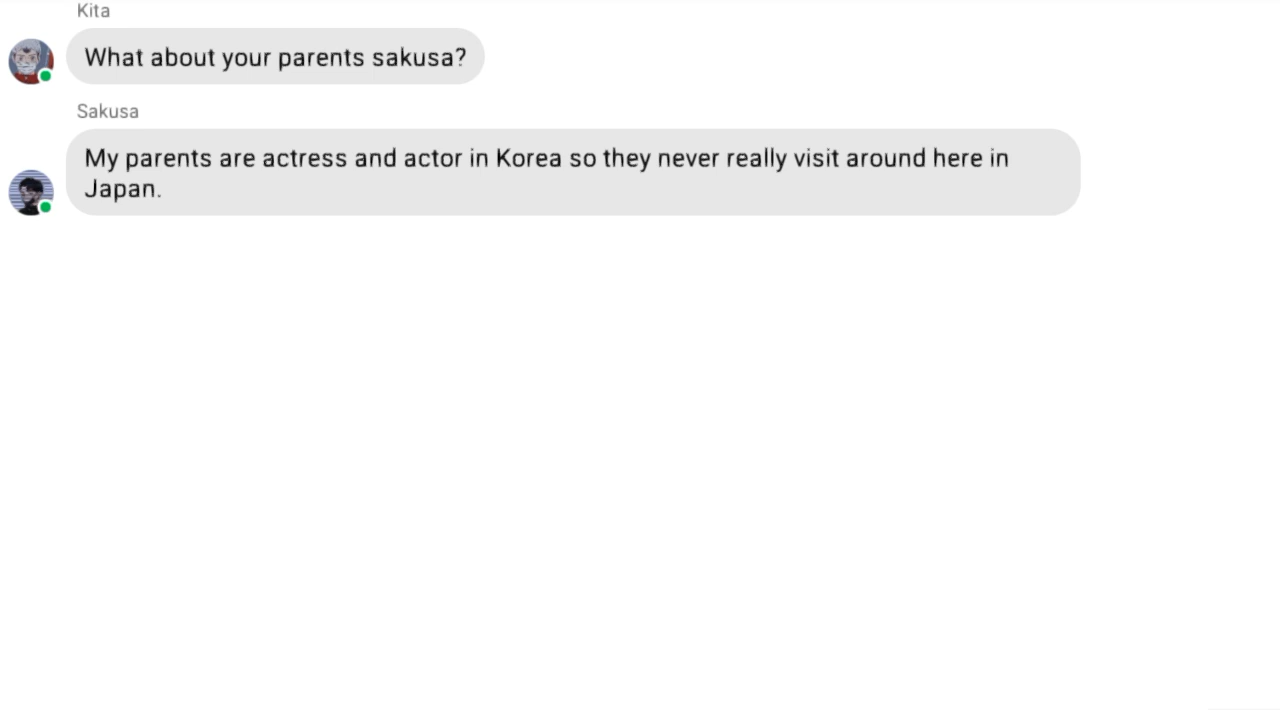 Kita
What about your parents sakusa?
Sakusa
My parents are actress and actor in Korea so they never really visit around here in
Japan.